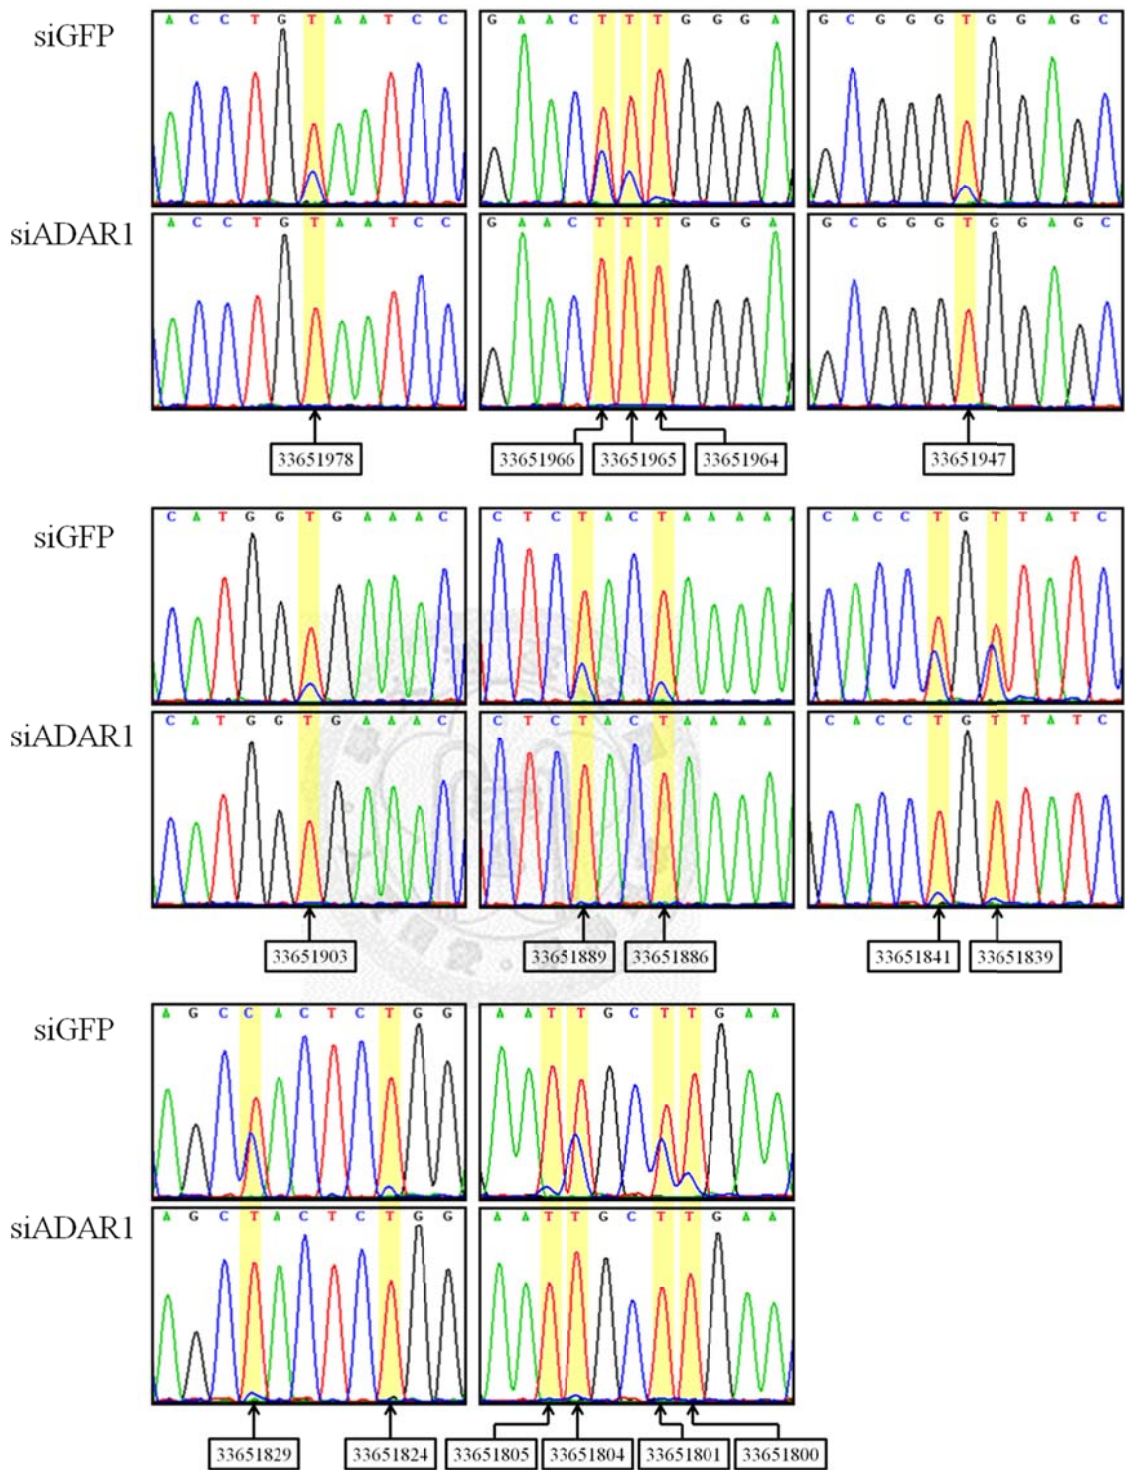 siGFP
A C C T G T A A T C C
G A A C T T T G G G A
G C G G G T G G A G C
siADAR1
A C C T G T A A T C C
G A A C T T T G G G A
G C G G G T G G A G C
33651978
33651966
33651965
33651964
33651947
siGFP
C A T G G T G A A A C
C T C T A C T A A A A
C A C C T G T T A T C
siADAR1
C A T G G T G A A A C
C T C T A C T A A A A
C A C C T G T T A T C
33651903
33651889
33651886
33651841
33651839
siGFP
A G C C A C T C T G G
A A T T G C T T G A A
siADAR1
A G C T A C T C T G G
A A T T G C T T G A A
33651829
33651824
33651805
33651804
33651801
33651800